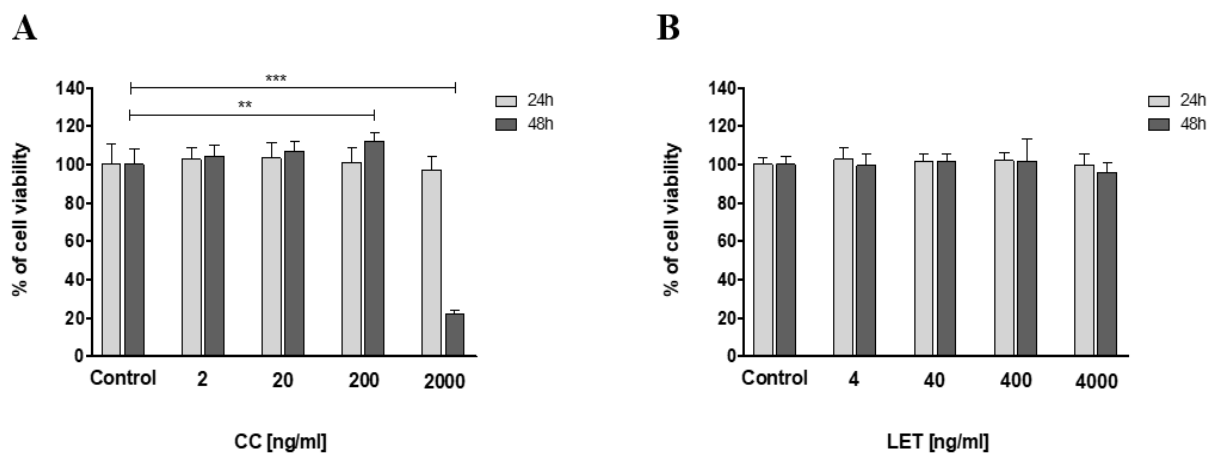 A
% of cell viability
140
120
100
80
60
40
20
0
***
**
24h
48h
Control 2 20 200 2000
CC [ng/ml]
B
% of cell viability
140
120
100
80
60
40
20
0
24h
48h
Control 4 40 400 4000
LET [ng/ml]